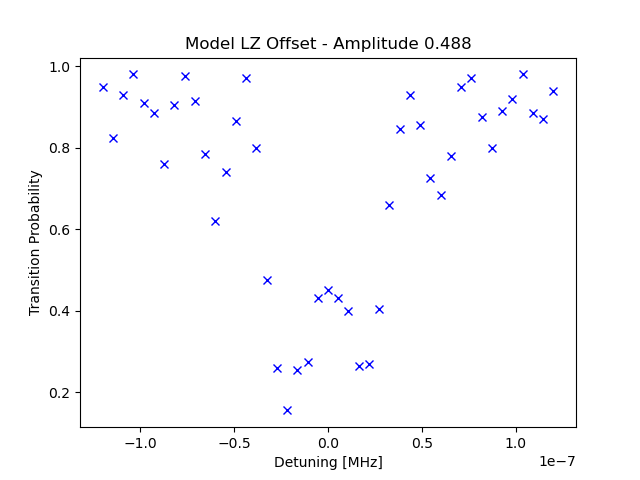 Model LZ Offset - Amplitude 0.488
1.0
0.8
0.6
0.4
0.2
Transition Probability
−1.0 −0.5 0.0 0.5 1.0
1e−7
Detuning [MHz]